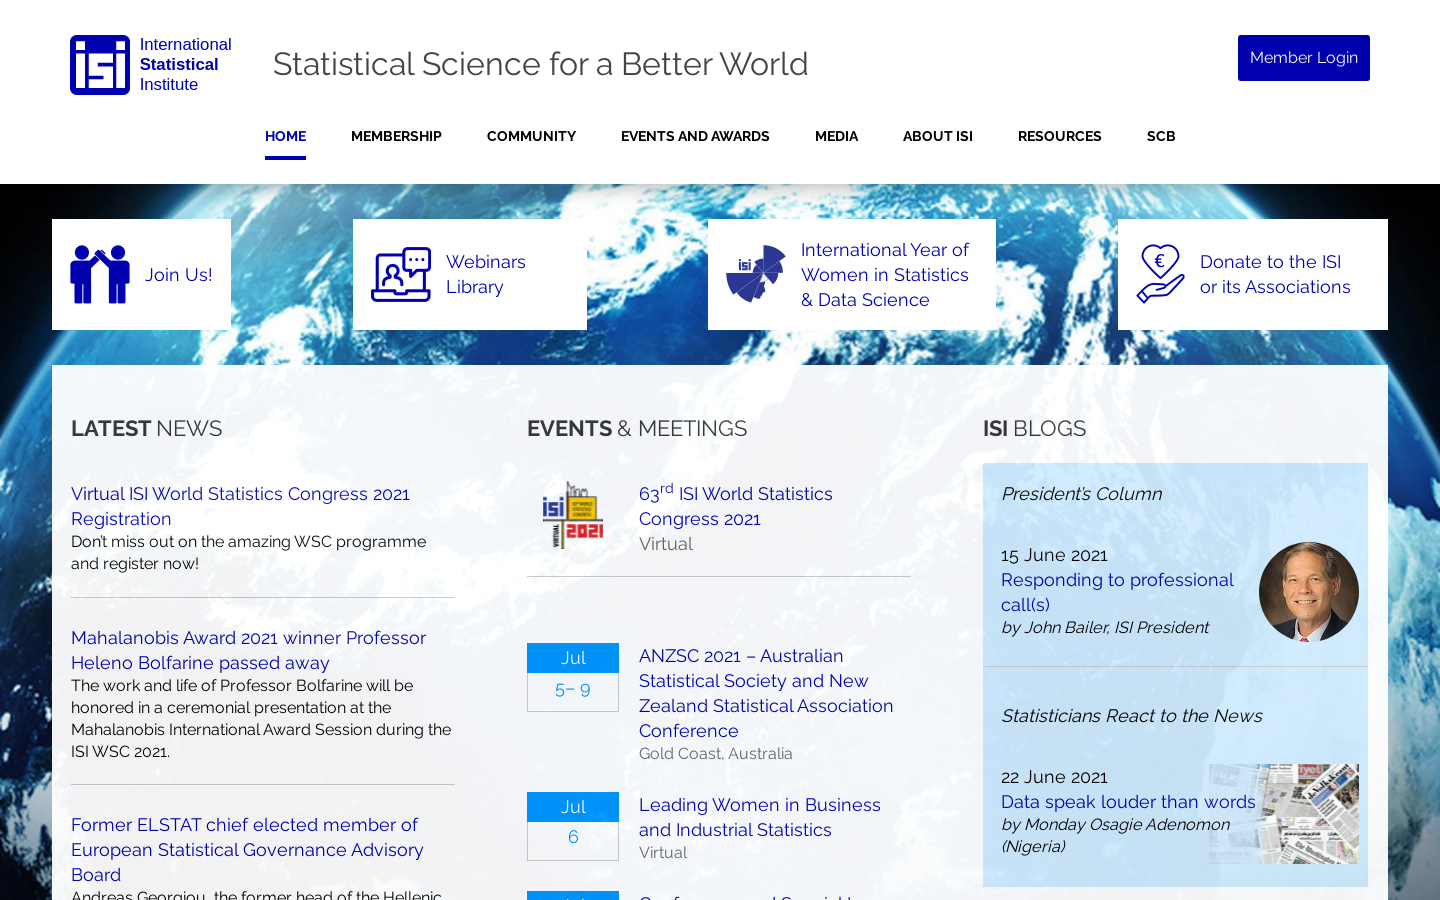 International
Statistical
Institute
Statistical Science for a Better World
Member Login
HOME
MEMBERSHIP
COMMUNITY
EVENTS AND AWARDS
MEDIA
ABOUT ISI
RESOURCES
SCB
Join Us!
Webinars
Library
isi
International Year of
Women in Statistics
& Data Science
€
Donate to the ISI
or its Associations
LATEST NEWS
Virtual ISI World Statistics Congress 2021
Registration
Don't miss out on the amazing WSC programme
and register now!
Mahalanobis Award 2021 winner Professor
Heleno Bolfarine passed away
The work and life of Professor Bolfarine will be
honored in a ceremonial presentation at the
Mahalanobis International Award Session during the
ISI WSC 2021.
Former ELSTAT chief elected member of
European Statistical Governance Advisory
Board
Andreas Georgiou, the former head of the Hellenic
EVENTS & MEETINGS
isi
VIRTUAL
2021
63rd ISI World Statistics
Congress 2021
Virtual
Jul
5– 9
ANZSC 2021 – Australian
Statistical Society and New
Zealand Statistical Association
Conference
Gold Coast, Australia
Jul
6
Leading Women in Business
and Industrial Statistics
Virtual
ISI BLOGS
President's Column
15 June 2021
Responding to professional
call(s)
by John Bailer, ISI President
Statisticians React to the News
22 June 2021
Data speak louder than words
by Monday Osagie Adenomon
(Nigeria)